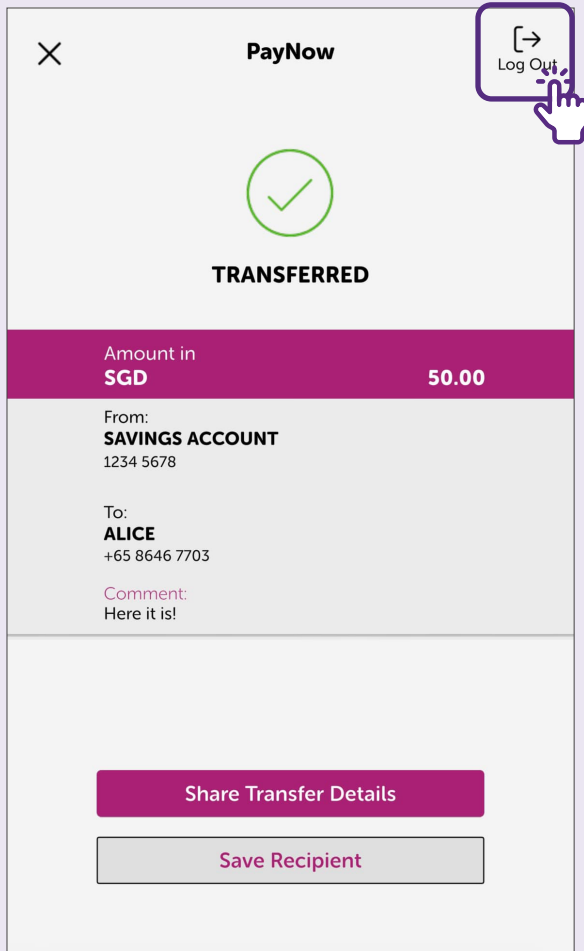 PayNow
Log Out
TRANSFERRED
Amount in
SGD 50.00
From:
SAVINGS ACCOUNT
1234 5678
To:
ALICE
+65 8646 7703
Comment:
Here it is!
Share Transfer Details
Save Recipient